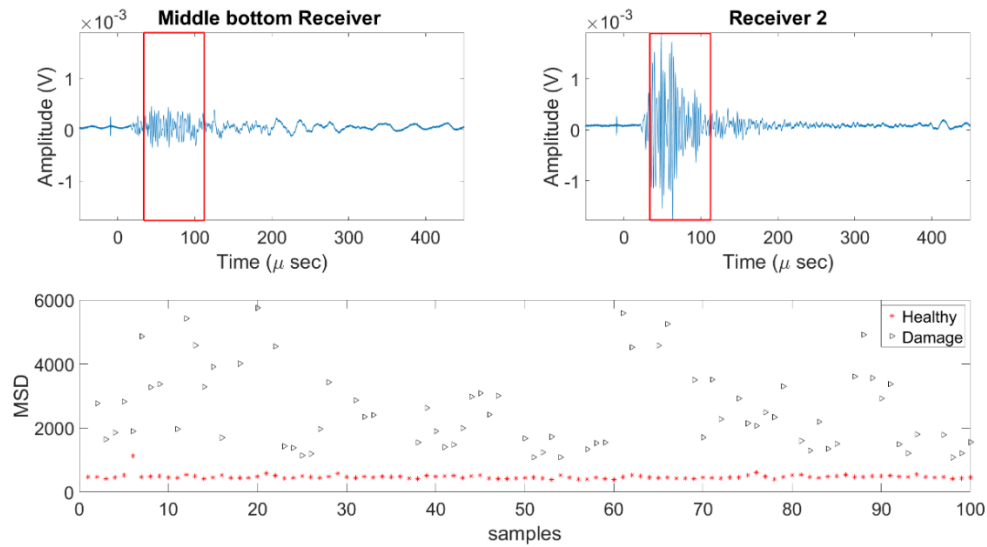 Middle bottom Receiver
×10⁻³
1
0
-1
Amplitude (V)
0 100 200 300 400
Time (μ sec)
Receiver 2
×10⁻³
1
0
-1
Amplitude (V)
0 100 200 300 400
Time (μ sec)
6000
4000
2000
0
MSD
Healthy
Damage
0 10 20 30 40 50 60 70 80 90 100
samples